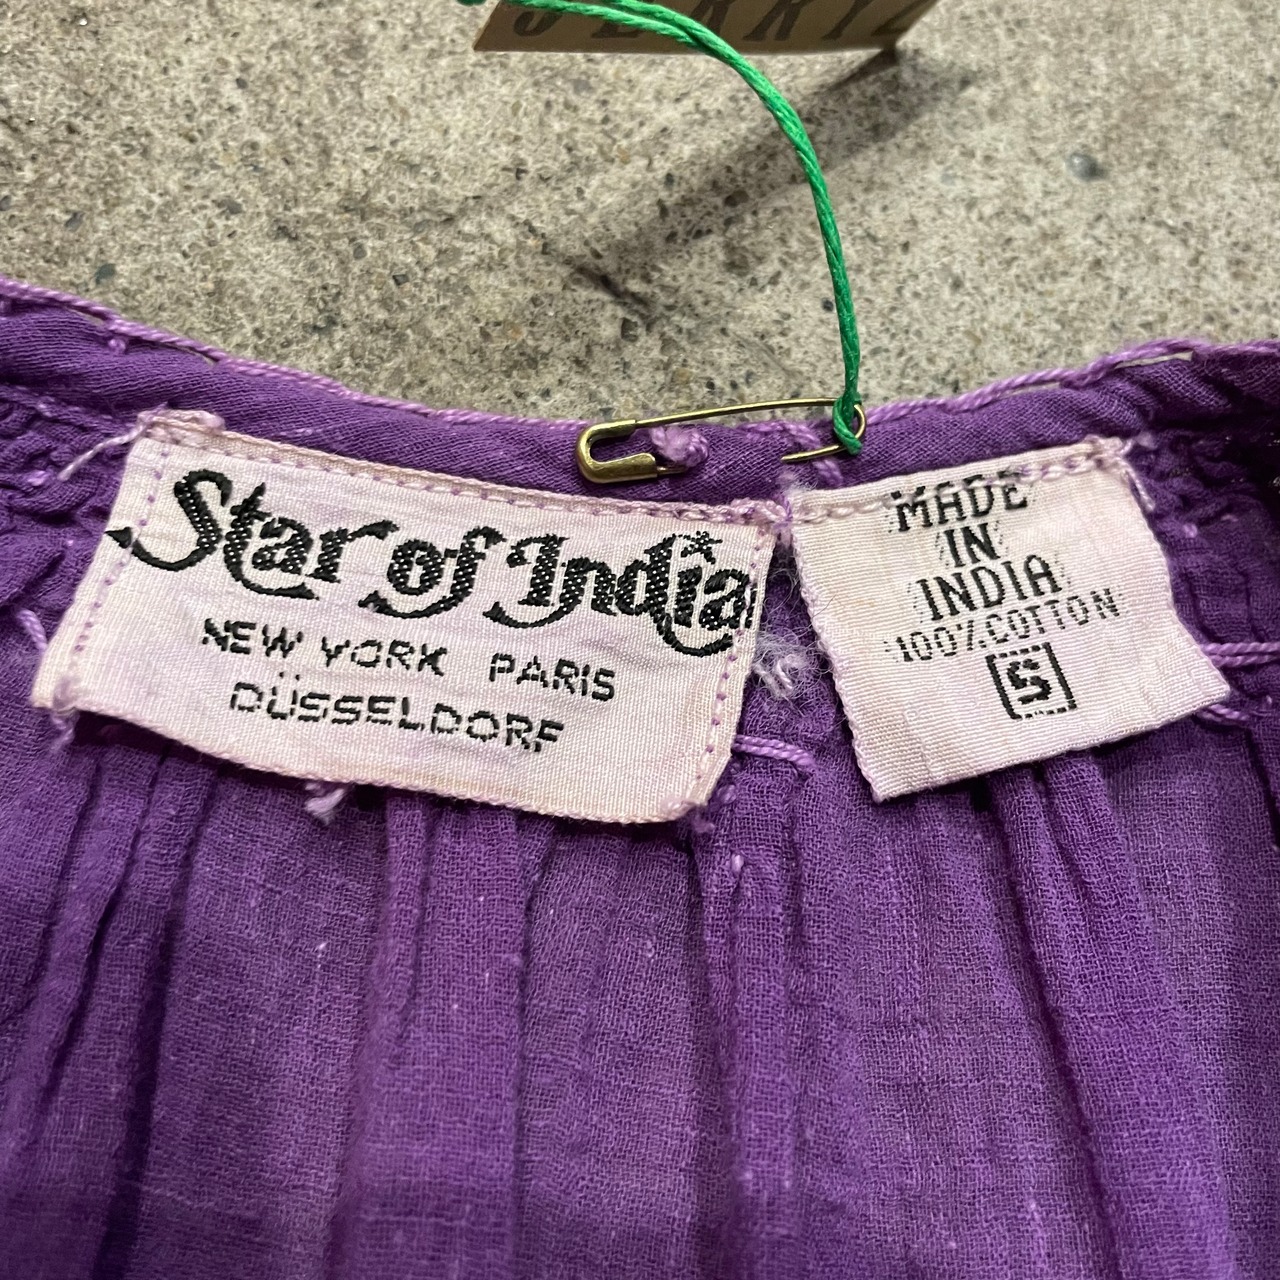 Star of India
NEW YORK PARIS
DÜSSELDORF
MADE
IN
INDIA
100% COTTON
S